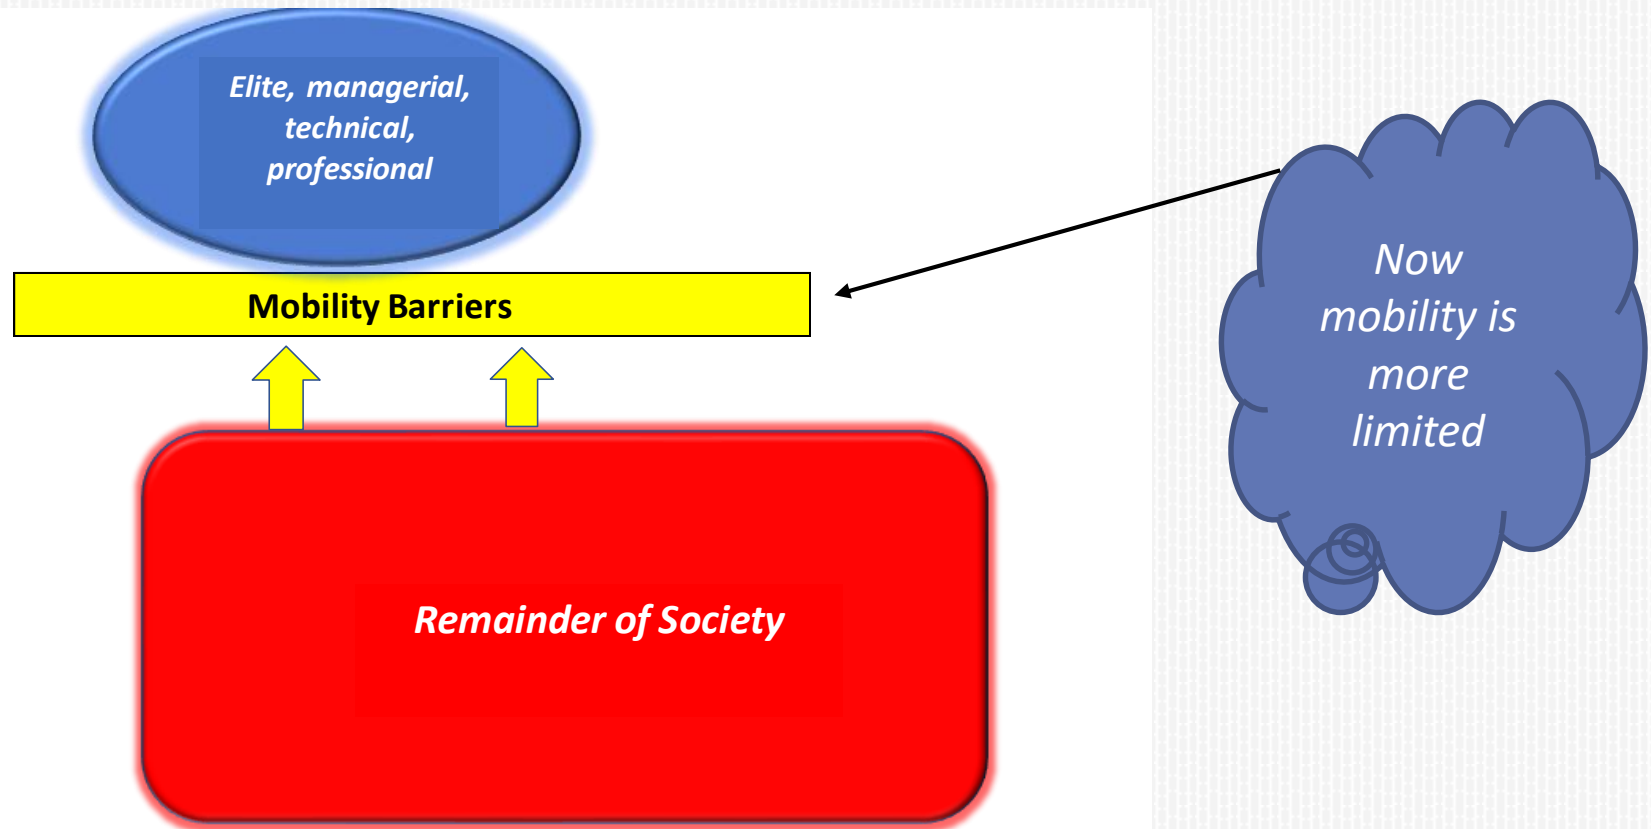 Elite, managerial,
technical,
professional
Mobility Barriers
Now
mobility is
more
limited
Remainder of Society